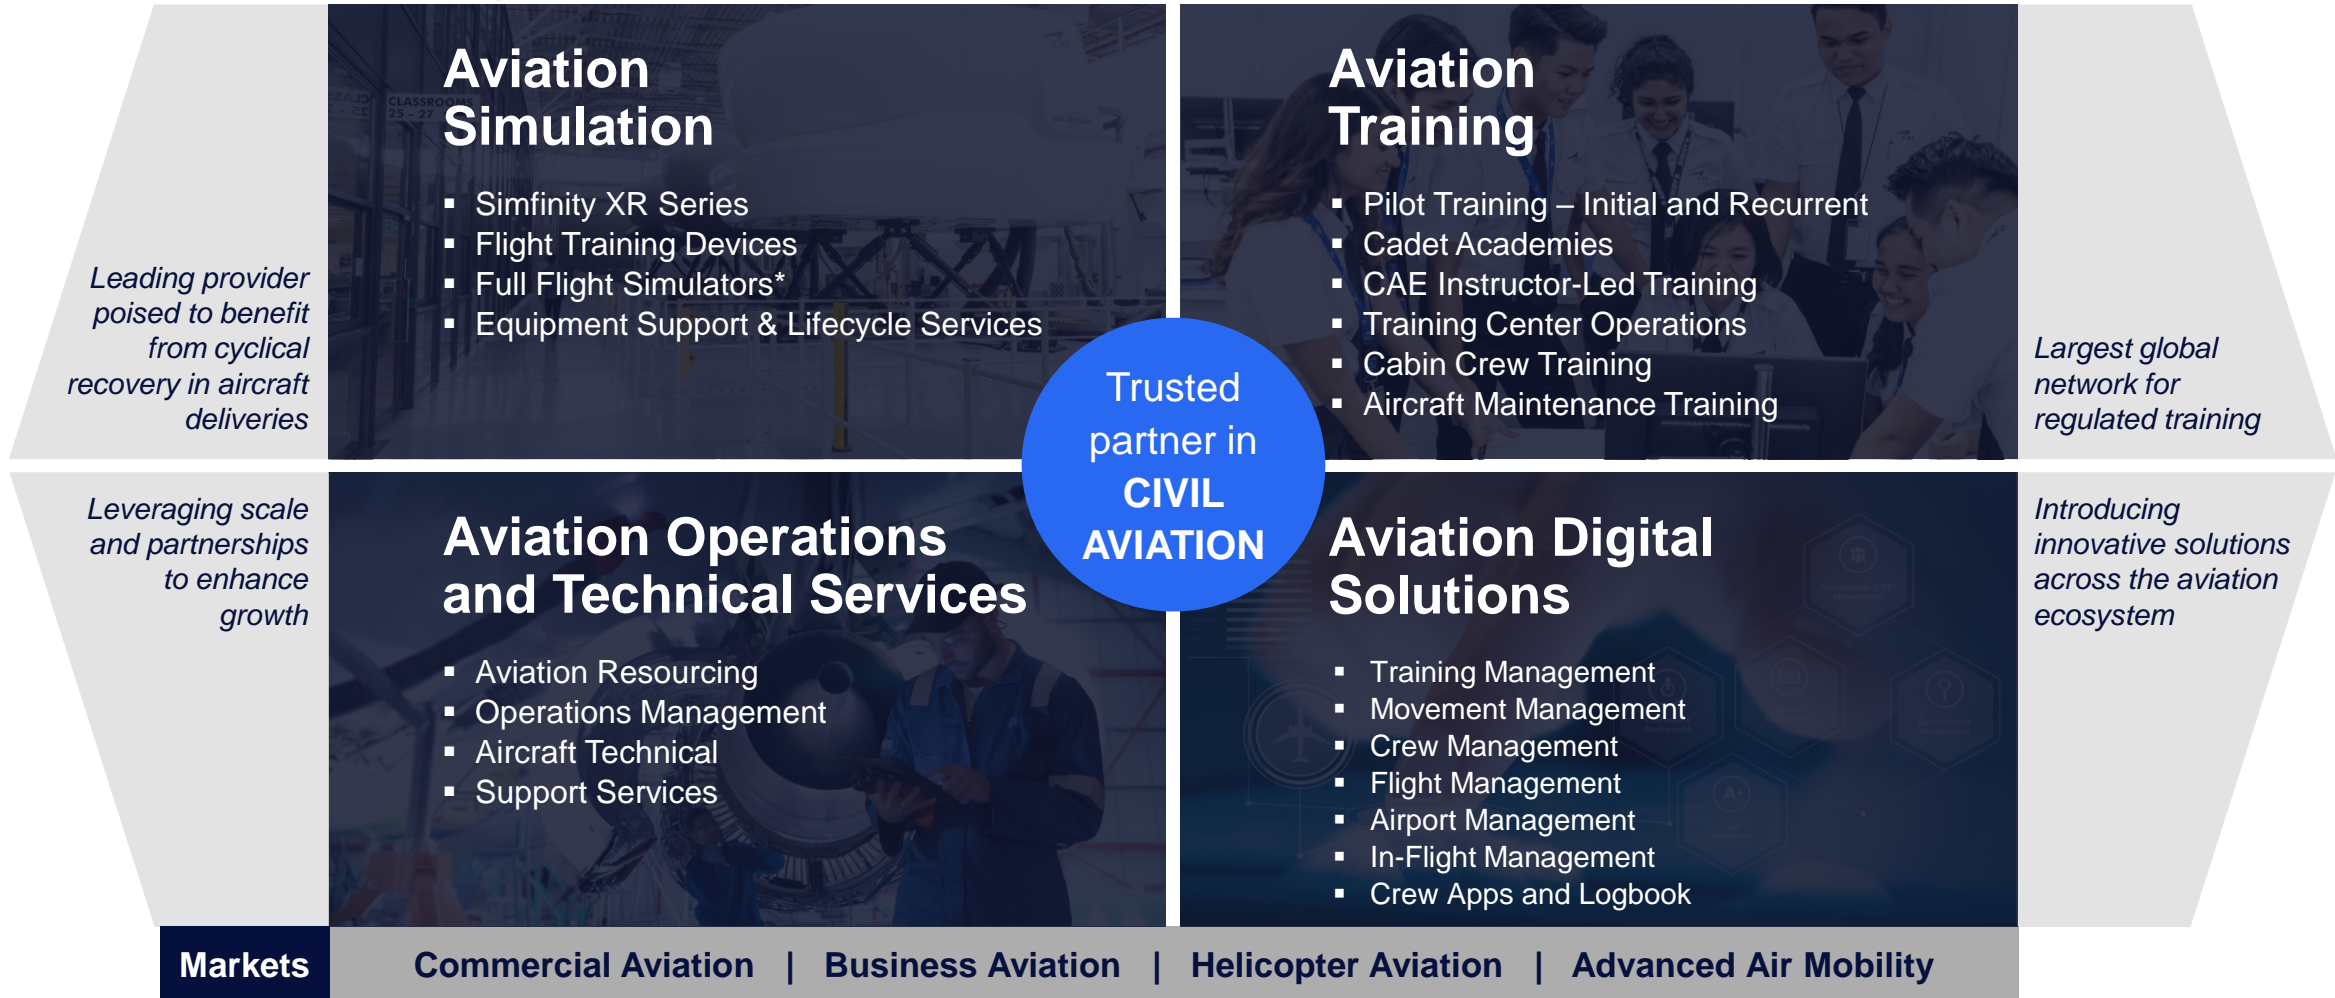 Aviation
Simulation
CLASSROOMS
25 - 27
▪ Simfinity XR Series
▪ Flight Training Devices
▪ Full Flight Simulators*
▪ Equipment Support & Lifecycle Services
Leading provider
poised to benefit
from cyclical
recovery in aircraft
deliveries
Aviation
Training
▪ Pilot Training – Initial and Recurrent
▪ Cadet Academies
▪ CAE Instructor-Led Training
▪ Training Center Operations
▪ Cabin Crew Training
▪ Aircraft Maintenance Training
Largest global
network for
regulated training
Trusted
partner in
CIVIL
AVIATION
Leveraging scale
and partnerships
to enhance
growth
Aviation Operations
and Technical Services
▪ Aviation Resourcing
▪ Operations Management
▪ Aircraft Technical
▪ Support Services
Aviation Digital
Solutions
▪ Training Management
▪ Movement Management
▪ Crew Management
▪ Flight Management
▪ Airport Management
▪ In-Flight Management
▪ Crew Apps and Logbook
Introducing
innovative solutions
across the aviation
ecosystem
Markets
Commercial Aviation | Business Aviation | Helicopter Aviation | Advanced Air Mobility